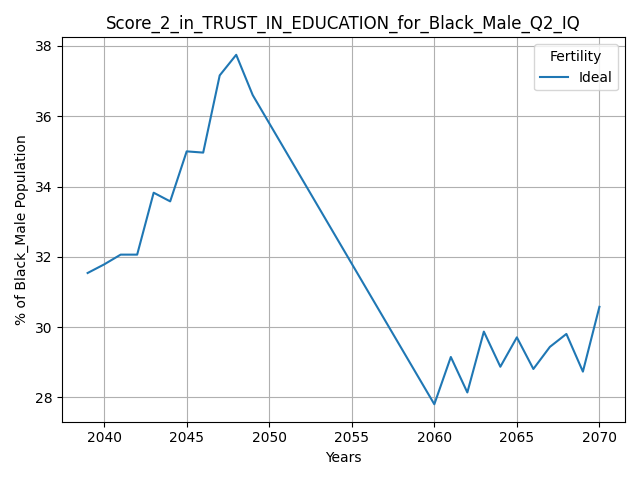 Score_2_in_TRUST_IN_EDUCATION_for_Black_Male_Q2_IQ
Fertility
Ideal
% of Black_Male Population
38
36
34
32
30
28
2040 2045 2050 2055 2060 2065 2070
Years